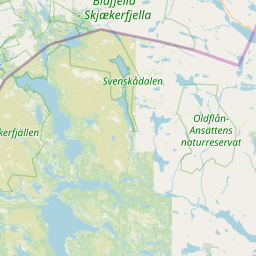 Blåfjella
Skjækerfjella
Svenskådalen
Oldflån-
Ansättens
naturreservat
kerfjällen